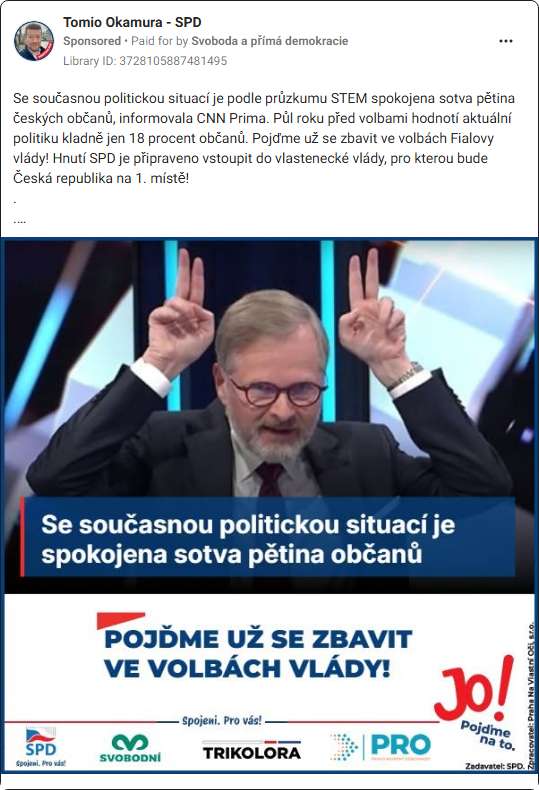 Tomio Okamura - SPD
Sponsored • Paid for by Svoboda a přímá demokracie
Library ID: 3728105887481495
Se současnou politickou situací je podle průzkumu STEM spokojena sotva pětina
českých občanů, informovala CNN Prima. Půl roku před volbami hodnotí aktuální
politiku kladně jen 18 procent občanů. Pojďme už se zbavit ve volbách Fialovy
vlády! Hnutí SPD je připraveno vstoupit do vlastenecké vlády, pro kterou bude
Česká republika na 1. místě!
.
.…
Se současnou politickou situací je
spokojena sotva pětina občanů
POJĎME UŽ SE ZBAVIT
VE VOLBÁCH VLÁDY!
Jo!
Pojďme
na to.
Spojeni. Pro vás!
SPD
Spojeni. Pro vás!
SVOBODNÍ
TRIKOLORA
PRO
Zadavatel: SPD.
Zpracovatel: Praha Na Vlastní Oči, s.r.o.